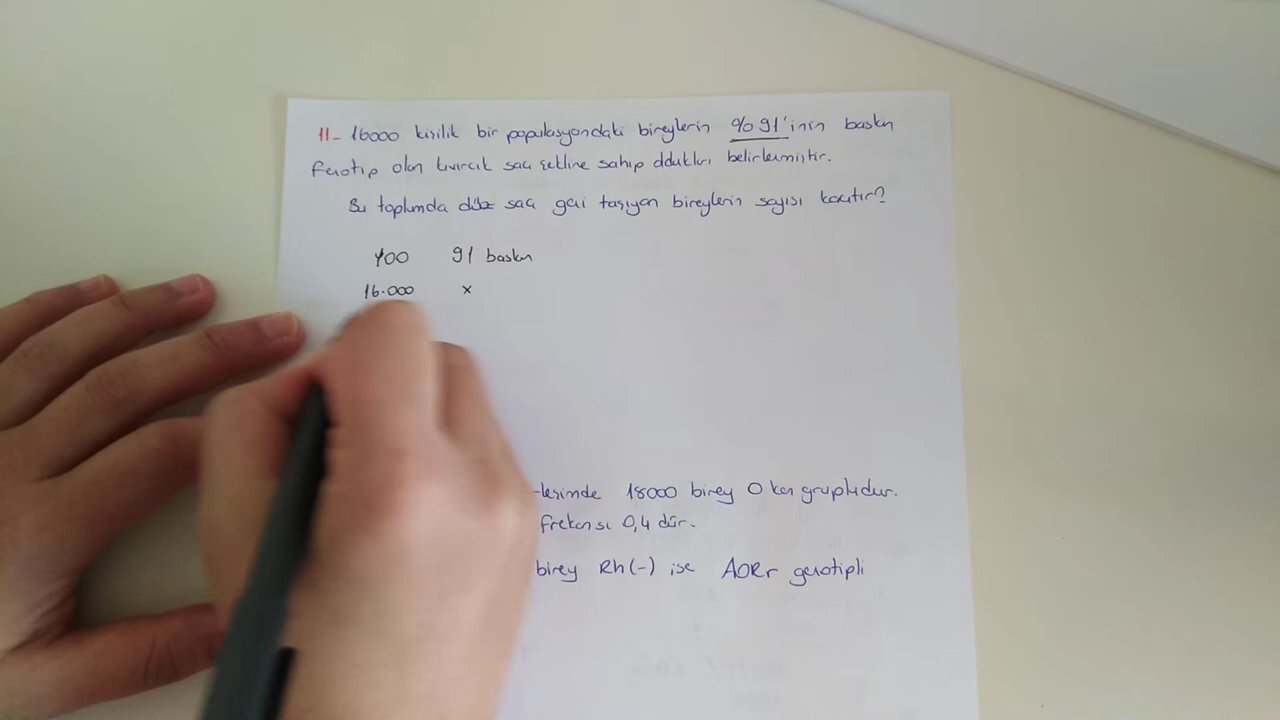 11- 16000 kişilik bir populasyondaki bireylerin %91'inin baskın
fenotip olan kıvırcık saç şekline sahip oldukları belirlenmiştir.
Bu toplumda düz saç geni taşıyan bireylerin sayısı kaçtır?
100 91 baskın
16.000 x
-lerinde 18000 birey 0 kan grupludur.
frekansı 0,4 dür.
birey Rh(-) ise AORr genotipli